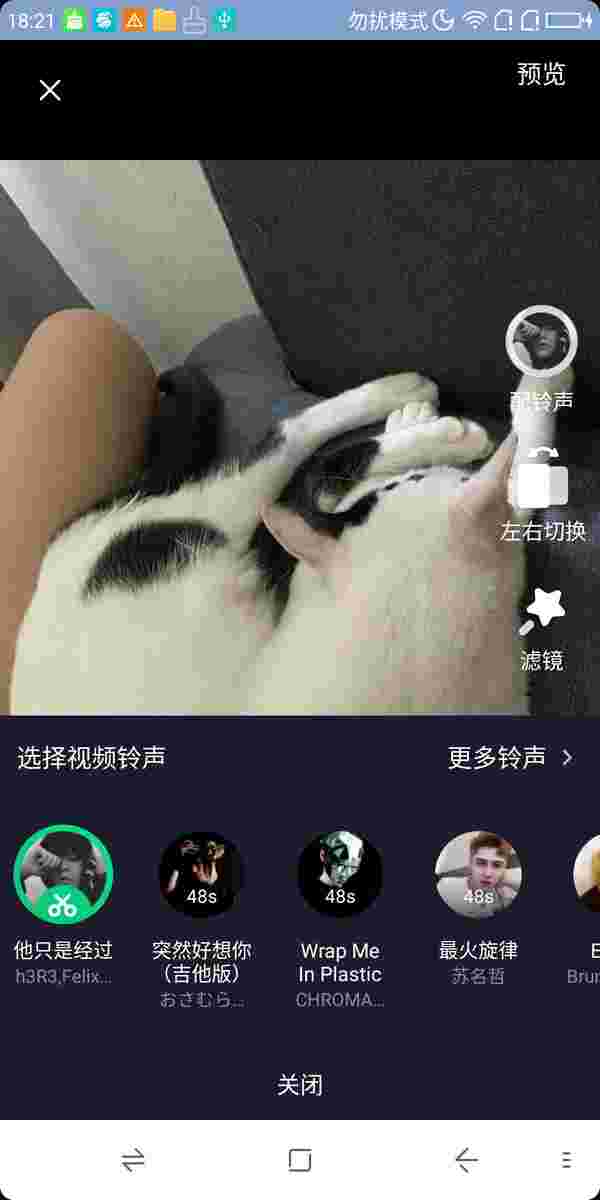 18:21 勿扰模式
预览
配铃声
左右切换
滤镜
选择视频铃声 更多铃声
48s 48s 48s
他只是经过
h3R3,Felix...
突然好想你
（吉他版）
おさむら...
Wrap Me
In Plastic
CHROMA...
最火旋律
苏名哲
E
Brun
关闭